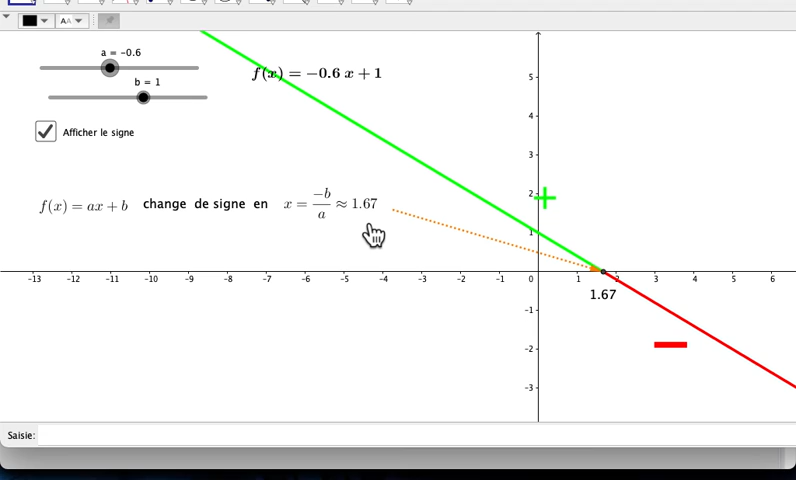 AA
a = −0.6
b = 1
f(x) = −0.6 x + 1
Afficher le signe
f(x) = ax + b change de signe en x = −b/a ≈ 1.67
5
4
3
2
1
+
-13 -12 -11 -10 -9 -8 -7 -6 -5 -4 -3 -2 -1 0 1 2 3 4 5 6
1.67
-1
-2
-3
Saisie: